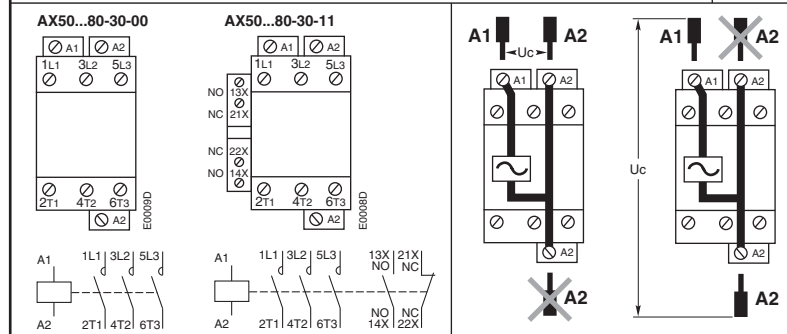 AX50...80-30-00
A1 A2
1L1 3L2 5L3
2T1 4T2 6T3
A2
E0009D
A1 1L1 3L2 5L3
A2 2T1 4T2 6T3
AX50...80-30-11
A1 A2
1L1 3L2 5L3
NO 13X
NC 21X
NC 22X
NO 14X
2T1 4T2 6T3
A2
E0008D
A1 1L1 3L2 5L3 13X 21X
NO NC
NO NC
A2 2T1 4T2 6T3 14X 22X
A1 A2
Uc
A1 A2
A2
A2
A1 A2
A1 A2
Uc
A2
A2